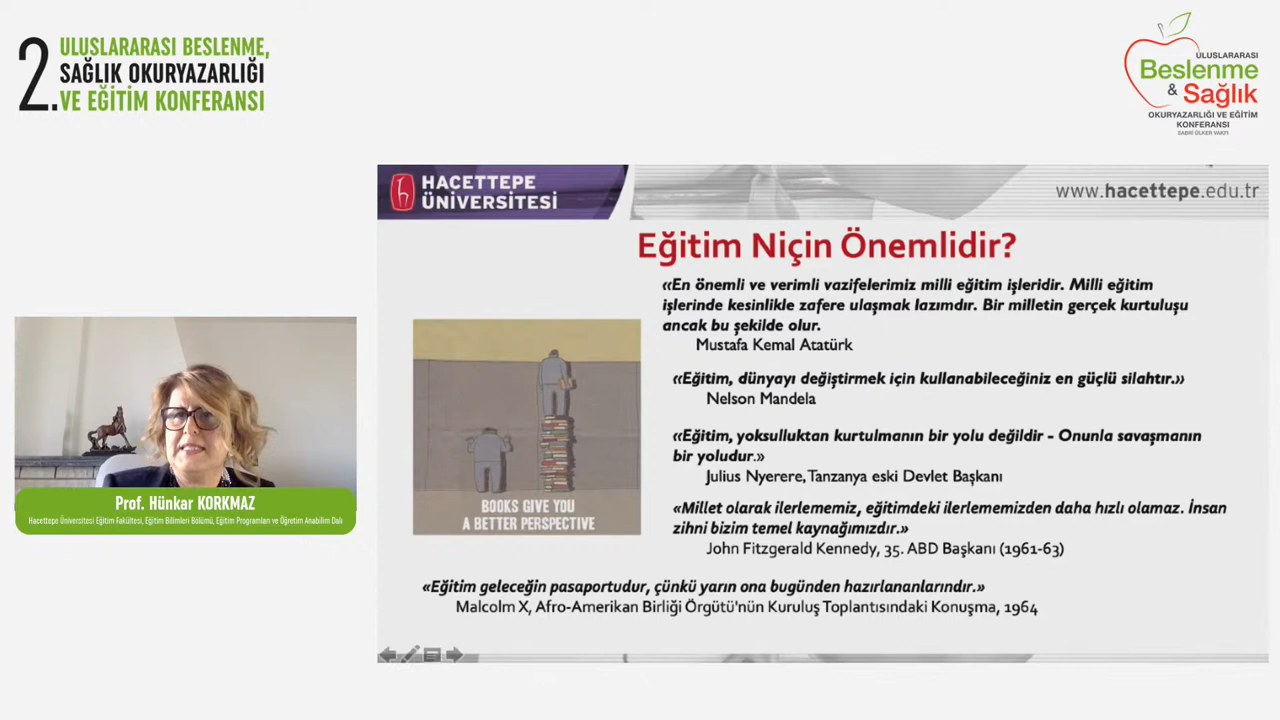 2.
ULUSLARARASI BESLENME,
SAĞLIK OKURYAZARLIĞI
VE EĞİTİM KONFERANSI
ULUSLARARASI
Beslenme
& Sağlık
OKURYAZARLIĞI VE EĞİTİM
KONFERANSI
SABRİ ÜLKER VAKFI
HACETTEPE
ÜNİVERSİTESİ
www.hacettepe.edu.tr
Eğitim Niçin Önemlidir?
«En önemli ve verimli vazifelerimiz milli eğitim işleridir. Milli eğitim
işlerinde kesinlikle zafere ulaşmak lazımdır. Bir milletin gerçek kurtuluşu
ancak bu şekilde olur.
Mustafa Kemal Atatürk
«Eğitim, dünyayı değiştirmek için kullanabileceğiniz en güçlü silahtır.»
Nelson Mandela
«Eğitim, yoksulluktan kurtulmanın bir yolu değildir - Onunla savaşmanın
bir yoludur.»
Julius Nyerere, Tanzanya eski Devlet Başkanı
«Millet olarak ilerlememiz, eğitimdeki ilerlememizden daha hızlı olamaz. İnsan
zihni bizim temel kaynağımızdır.»
John Fitzgerald Kennedy, 35. ABD Başkanı (1961-63)
«Eğitim geleceğin pasaportudur, çünkü yarın ona bugünden hazırlananlarındır.»
Malcolm X, Afro-Amerikan Birliği Örgütü'nün Kuruluş Toplantısındaki Konuşma, 1964
BOOKS GIVE YOU
A BETTER PERSPECTIVE
Prof. Hünkar KORKMAZ
Hacettepe Üniversitesi Eğitim Fakültesi, Eğitim Bilimleri Bölümü, Eğitim Programları ve Öğretim Anabilim Dalı